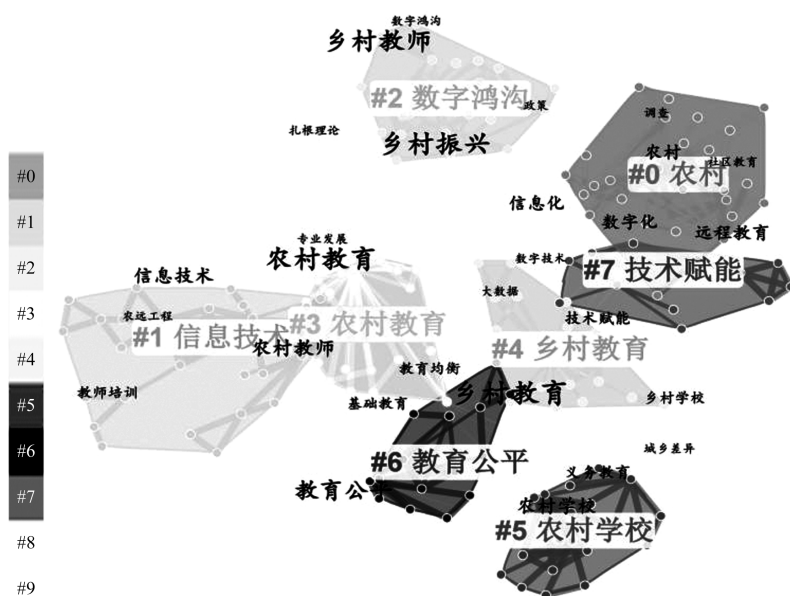 数字鸿沟
乡村教师
#2 数字鸿沟
政策
扎根理论
乡村振兴
调查
农村
社区教育
#0 农村
信息化
数字化
远程教育
专业发展
农村教育
数字技术
#7 技术赋能
信息技术
大数据
农远工程
#1 信息技术
#3 农村教育
技术赋能
农村教师
#4 乡村教育
教育均衡
教师培训
基础教育
乡村教育
乡村学校
城乡差异
#6 教育公平
义务教育
教育公平
农村学校
#5 农村学校
#0
#1
#2
#3
#4
#5
#6
#7
#8
#9